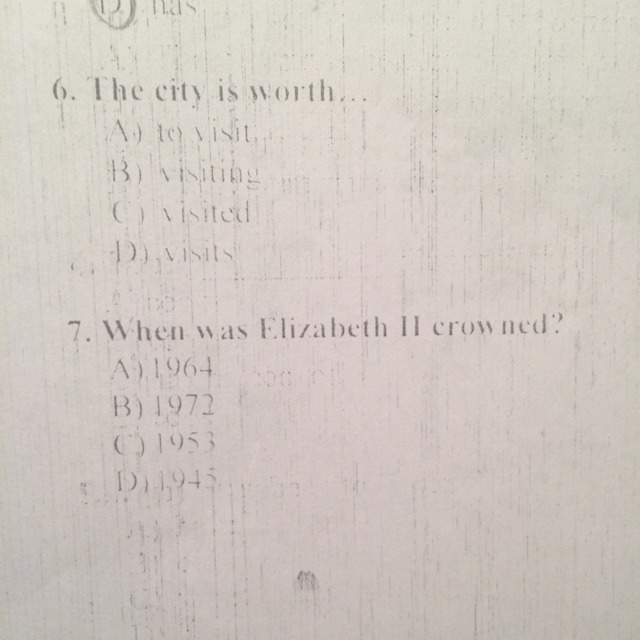 D) has
6. The city is worth...
A) to visit
B) visiting
C) visited
D) visits
7. When was Elizabeth II crowned?
A) 1964
B) 1972
C) 1953
D) 1945